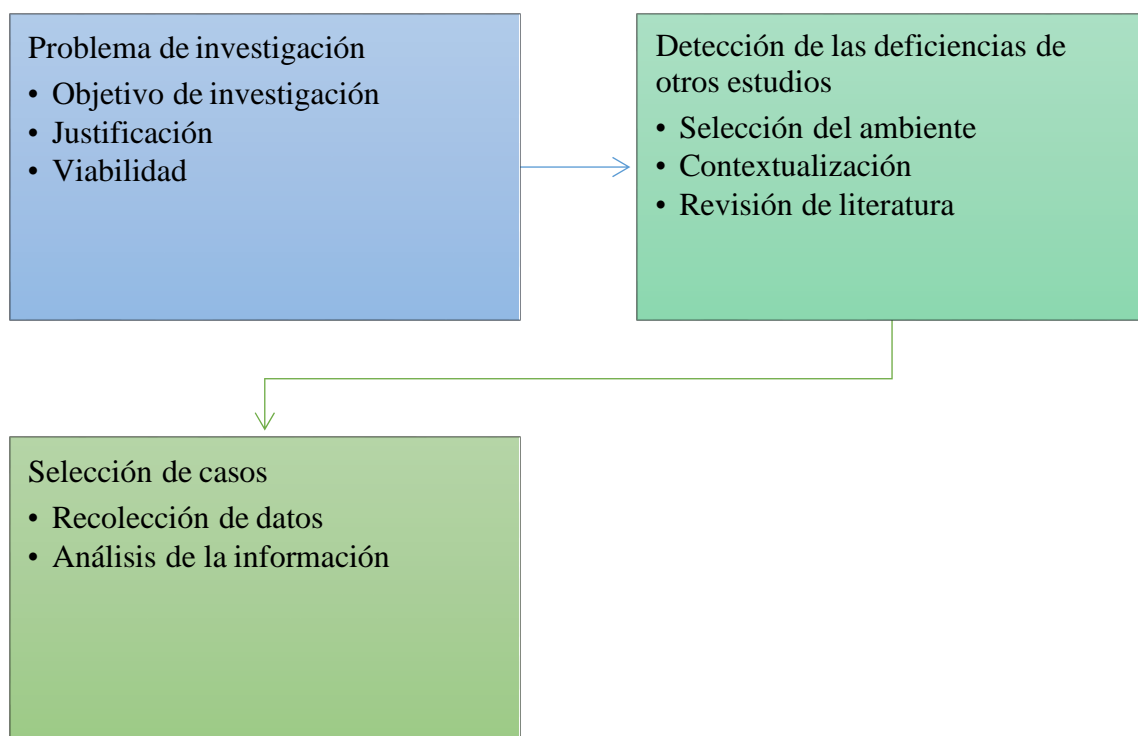 Problema de investigación
• Objetivo de investigación
• Justificación
• Viabilidad
Detección de las deficiencias de
otros estudios
• Selección del ambiente
• Contextualización
• Revisión de literatura
Selección de casos
• Recolección de datos
• Análisis de la información